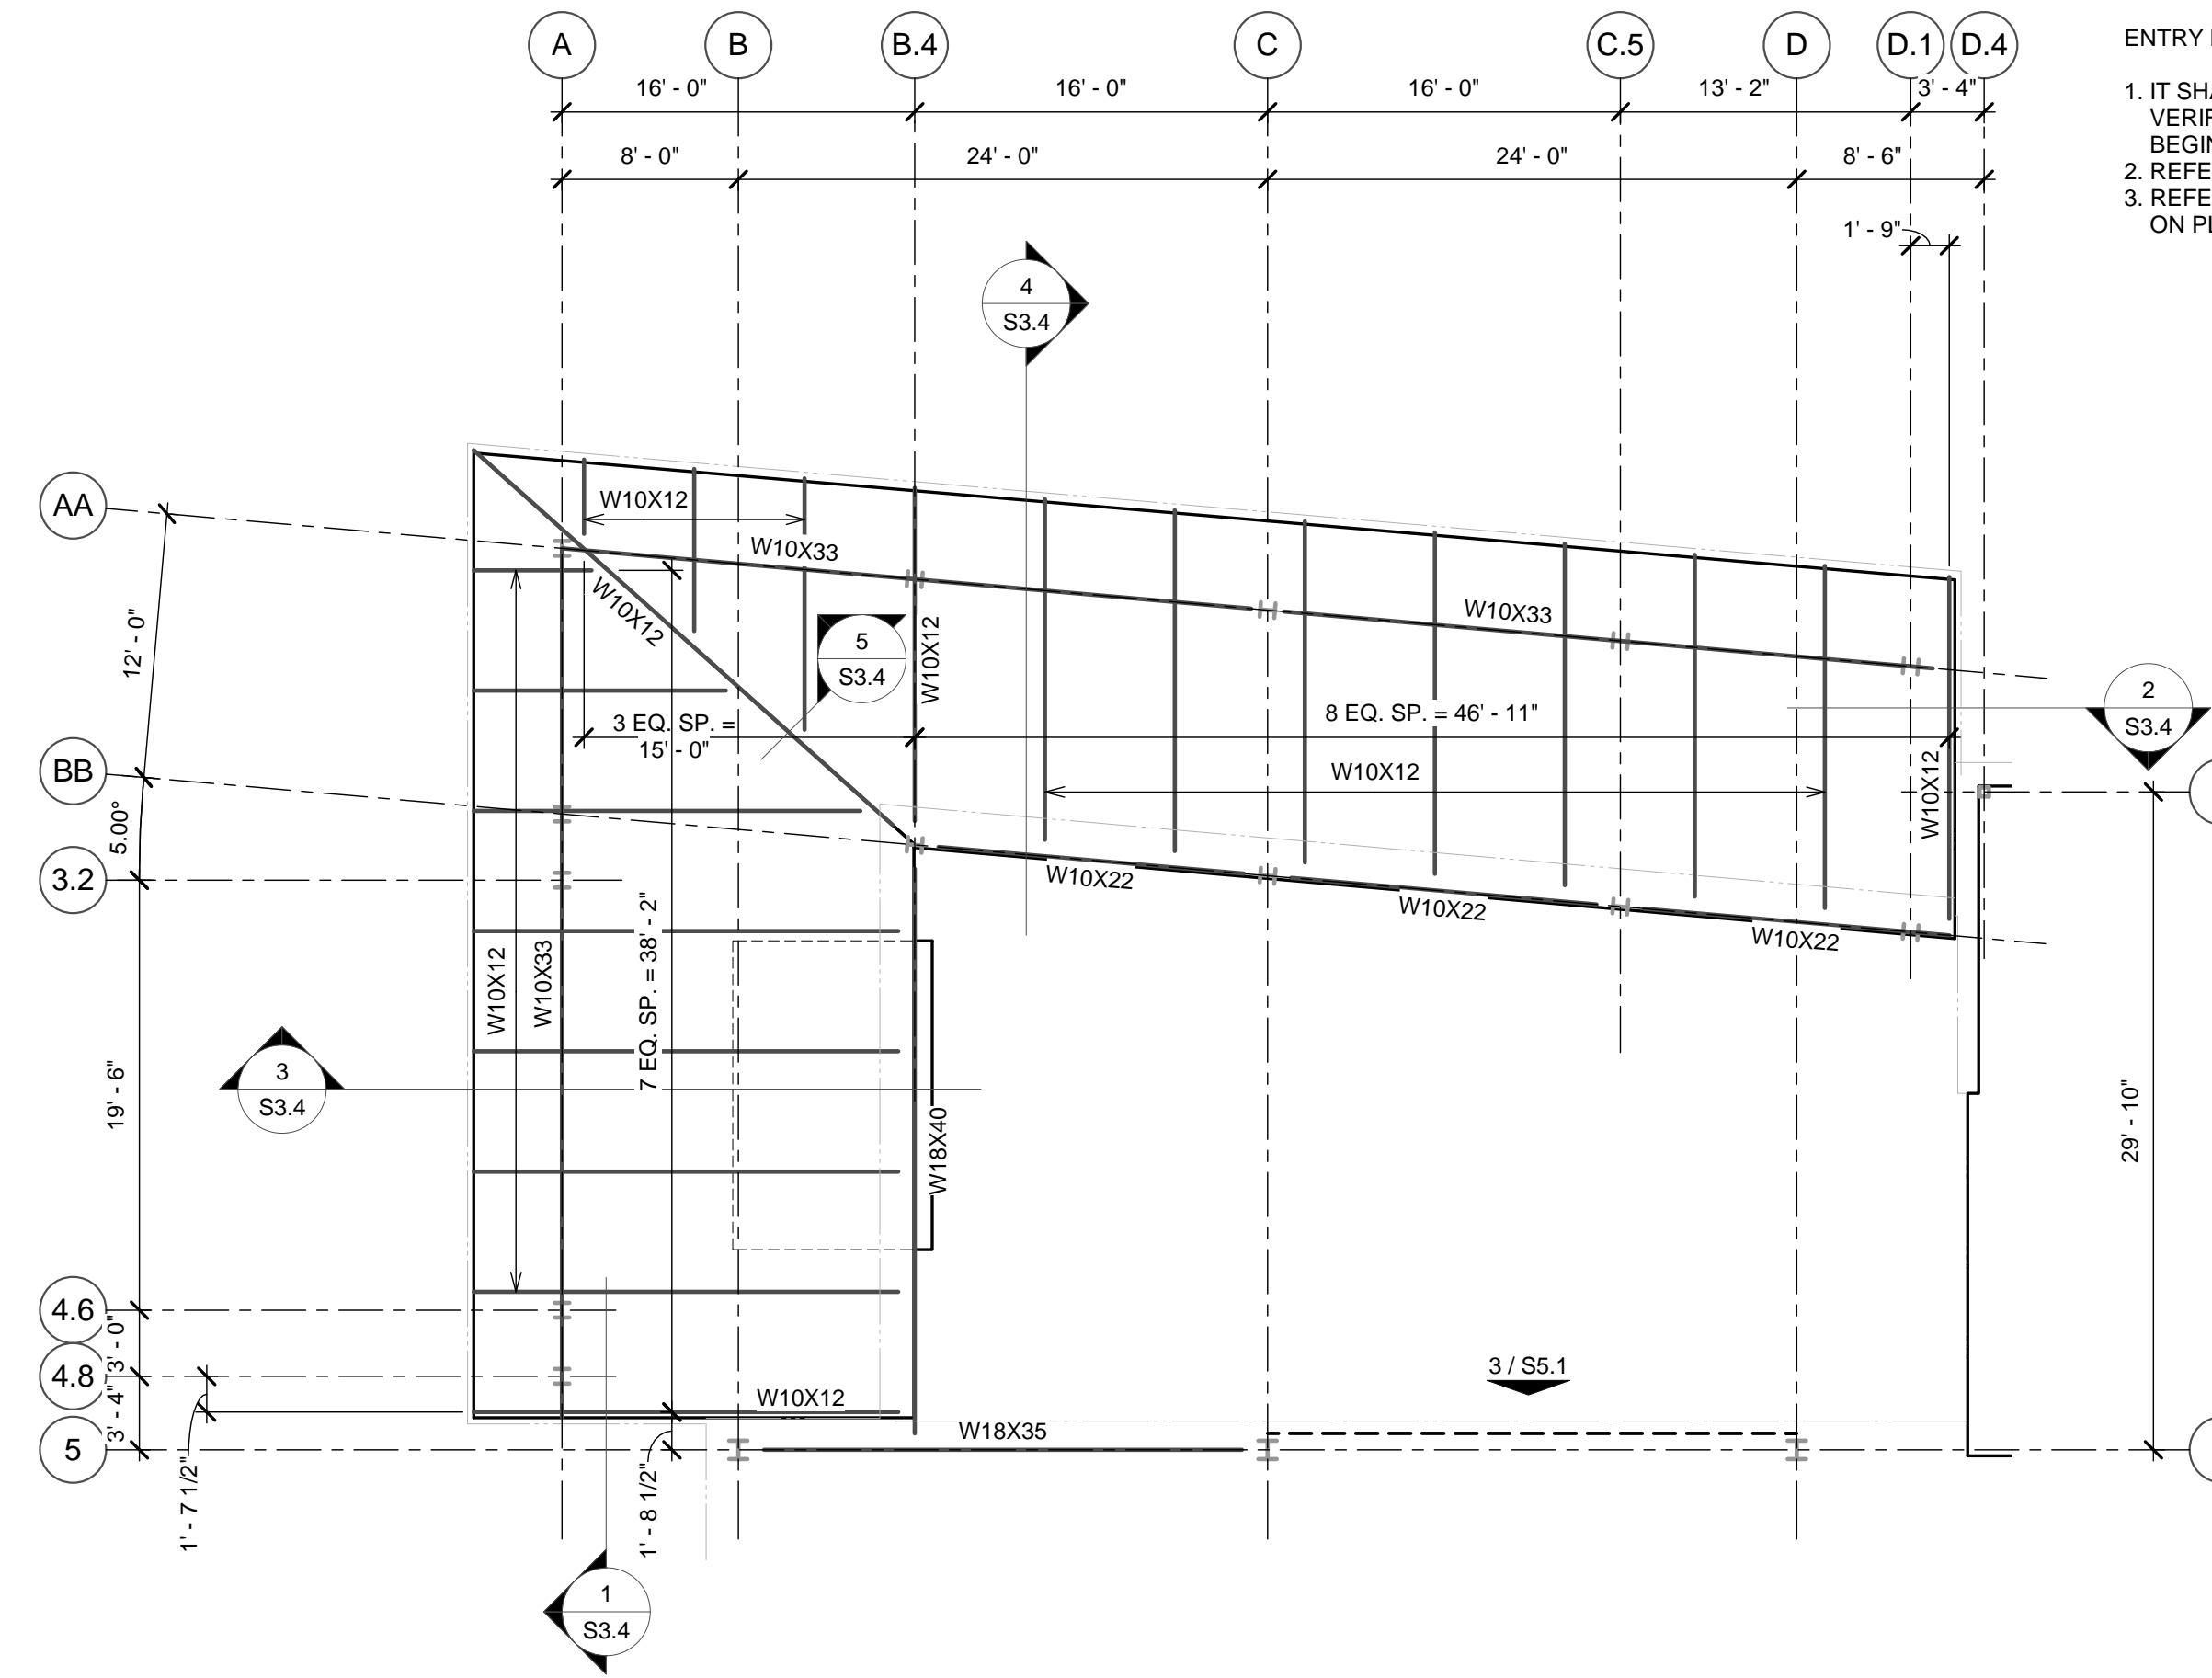 A
B
B.4
C
C.5
D
D.1
D.4
16' - 0"
16' - 0"
16' - 0"
13' - 2"
3' - 4"
8' - 0"
24' - 0"
24' - 0"
8' - 6"
1' - 9"
ENTRY
1. IT
VERIF
BEGIN
2. REFE
3. REFE
ON
4
S3.4
AA
BB
3.2
4.6
4.8
5
12' - 0"
5.00°
19' - 6"
3' - 0"
3' - 4"
1' - 7 1/2"
1' - 8 1/2"
W10X12
W10X33
W10X12
5
S3.4
W10X12
W10X33
3 EQ. SP. =
15' - 0"
8 EQ. SP. = 46' - 11"
W10X12
W10X12
2
S3.4
W10X22
W10X22
W10X22
W10X12
W10X33
7 EQ. SP. = 38' - 2"
3
S3.4
W18X40
29' - 10"
3 / S5.1
W10X12
W18X35
1
S3.4